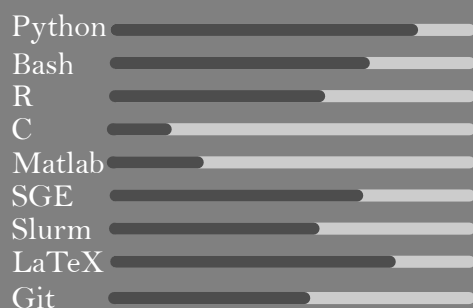 Python
Bash
R
C
Matlab
SGE
Slurm
LaTeX
Git